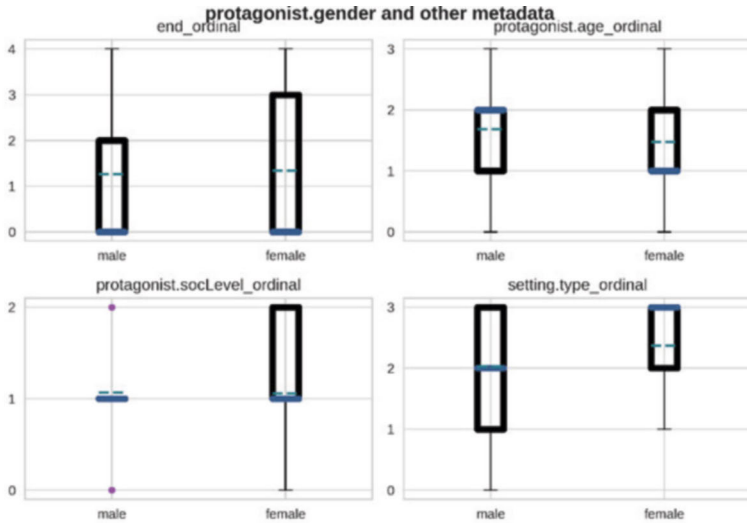 protagonist.gender and other metadata
end_ordinal
protagonist.age_ordinal
4
3
2
1
0
male
female
3
2
1
0
male
female
protagonist.socLevel_ordinal
setting.type_ordinal
2
1
0
male
female
3
2
1
0
male
female